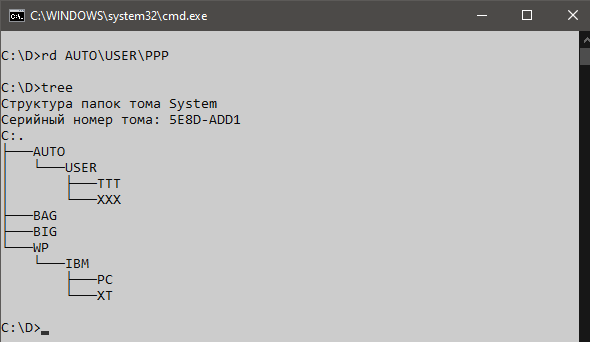 C:\WINDOWS\system32\cmd.exe
C:\D>rd AUTO\USER\PPP
C:\D>tree
Структура папок тома System
Серийный номер тома: 5E8D-ADD1
C:.
├───AUTO
│   └───USER
│       ├───TTT
│       └───XXX
├───BAG
├───BIG
└───WP
    └───IBM
        ├───PC
        └───XT
C:\D>